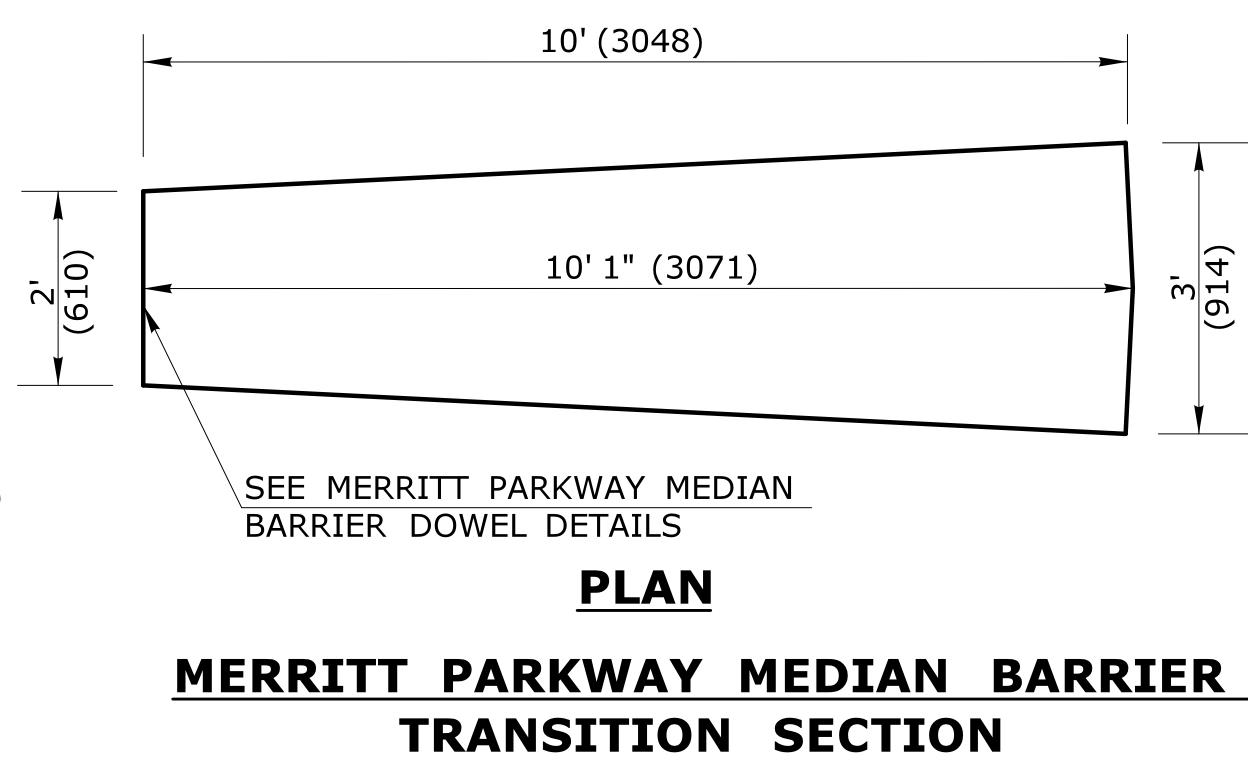 10' (3048)
2'
(610)
10' 1" (3071)
3'
(914)
SEE MERRITT PARKWAY MEDIAN
BARRIER DOWEL DETAILS
PLAN
MERRITT PARKWAY MEDIAN BARRIER
TRANSITION SECTION